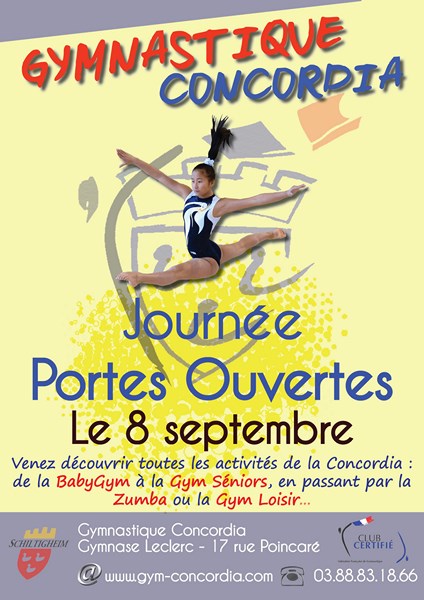 GYMNASTIQUE
CONCORDIA
Journée
Portes Ouvertes
Le 8 septembre
Venez découvrir toutes les activités de la Concordia :
de la BabyGym à la Gym Séniors, en passant par la
Zumba ou la Gym Loisir...
SCHILTIGHEIM
Gymnastique Concordia
Gymnase Leclerc - 17 rue Poincaré
@ www.gym-concordia.com 03.88.83.18.66
CLUB
CERTIFIÉ